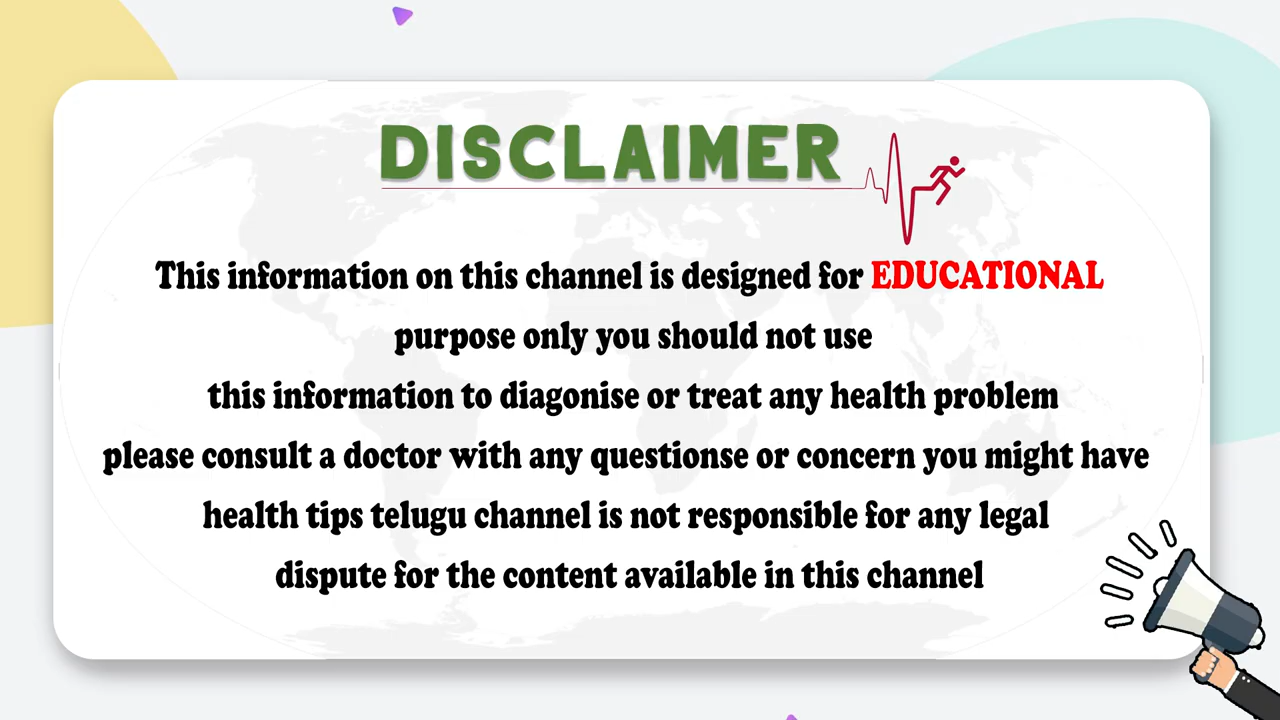 DISCLAIMER
This information on this channel is designed for EDUCATIONAL
purpose only you should not use
this information to diagonise or treat any health problem
please consult a doctor with any questionse or concern you might have
health tips telugu channel is not responsible for any legal
dispute for the content available in this channel